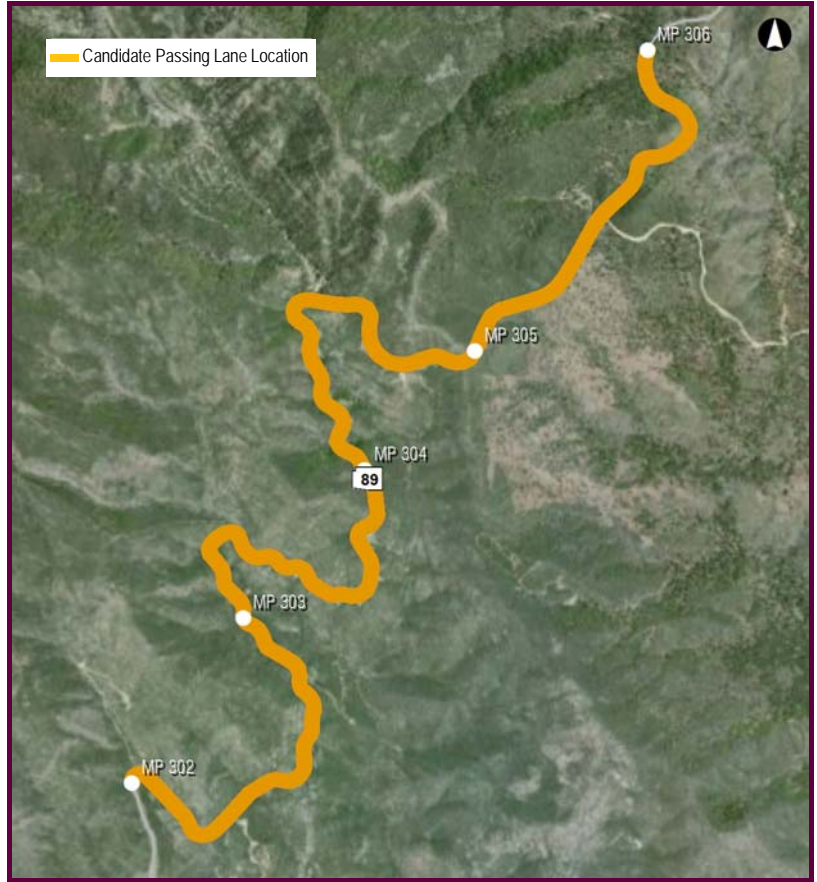 MP 306
Candidate Passing Lane Location
MP 305
MP 304
89
MP 303
MP 302